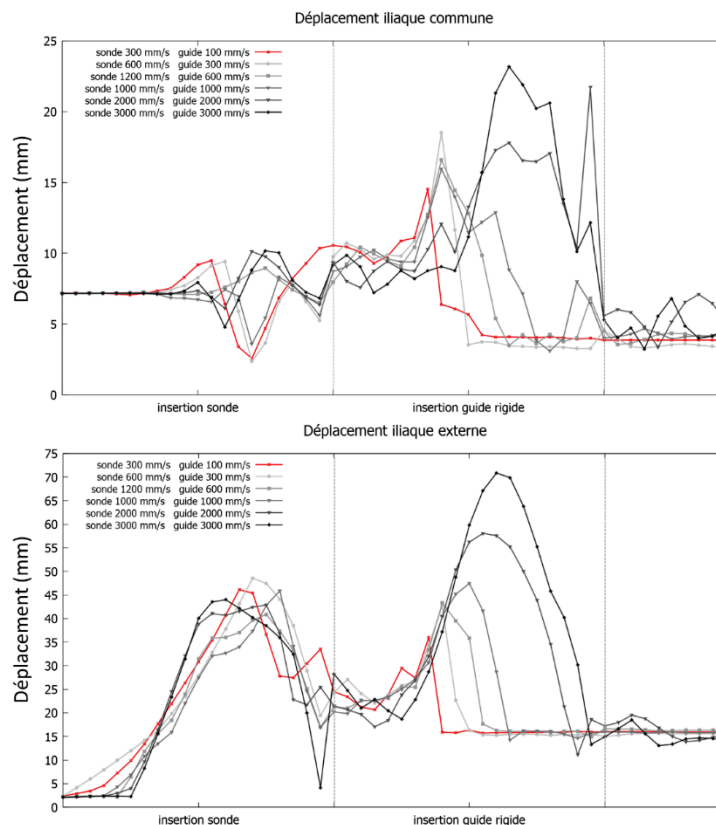 Déplacement iliaque commune
25
20
15
10
5
0
Déplacement (mm)
sonde 300 mm/s guide 100 mm/s
sonde 600 mm/s guide 300 mm/s
sonde 1200 mm/s guide 600 mm/s
sonde 1000 mm/s guide 1000 mm/s
sonde 2000 mm/s guide 2000 mm/s
sonde 3000 mm/s guide 3000 mm/s
insertion sonde insertion guide rigide
Déplacement iliaque externe
75
70
65
60
55
50
45
40
35
30
25
20
15
10
5
0
Déplacement (mm)
sonde 300 mm/s guide 100 mm/s
sonde 600 mm/s guide 300 mm/s
sonde 1200 mm/s guide 600 mm/s
sonde 1000 mm/s guide 1000 mm/s
sonde 2000 mm/s guide 2000 mm/s
sonde 3000 mm/s guide 3000 mm/s
insertion sonde insertion guide rigide